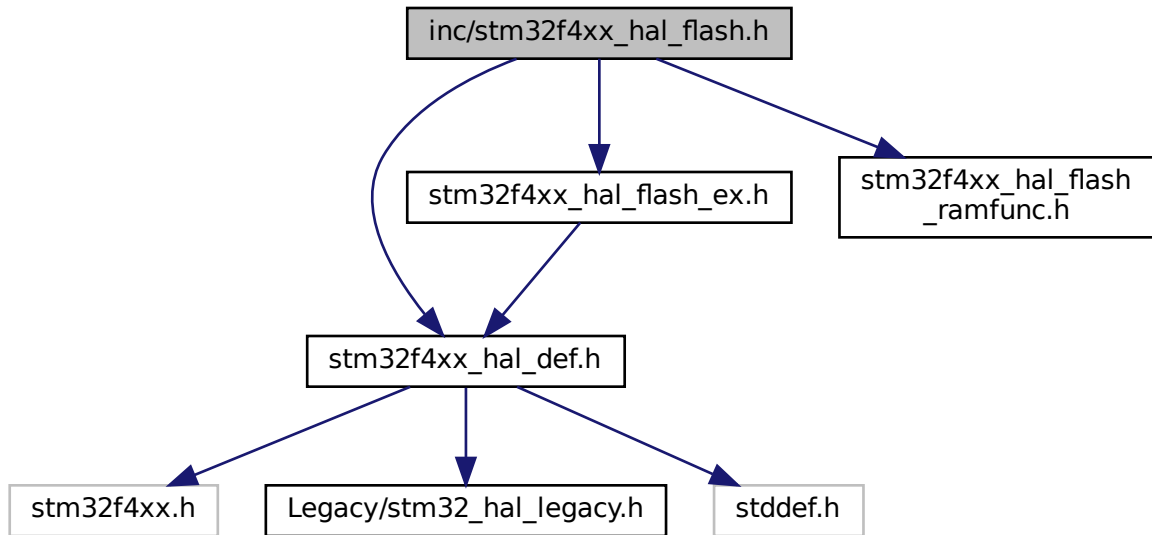 inc/stm32f4xx_hal_flash.h
stm32f4xx_hal_flash_ex.h
stm32f4xx_hal_flash
_ramfunc.h
stm32f4xx_hal_def.h
stm32f4xx.h
Legacy/stm32_hal_legacy.h
stddef.h